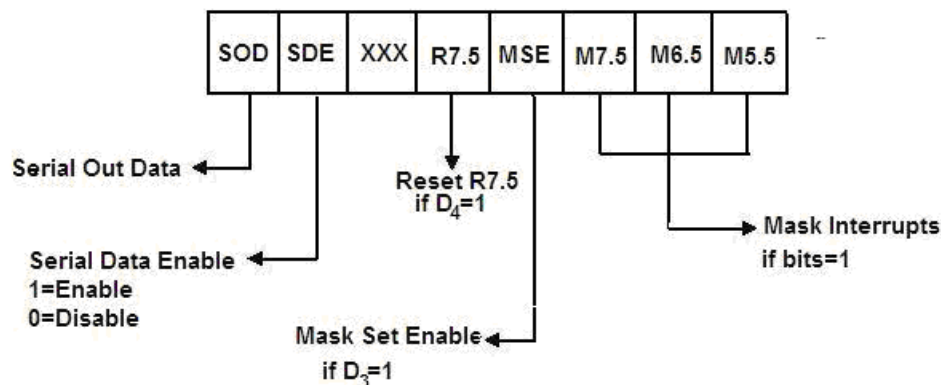 SOD SDE XXX R7.5 MSE M7.5 M6.5 M5.5
Serial Out Data
Reset R7.5
if D4=1
Mask Interrupts
if bits=1
Serial Data Enable
1=Enable
0=Disable
Mask Set Enable
if D3=1